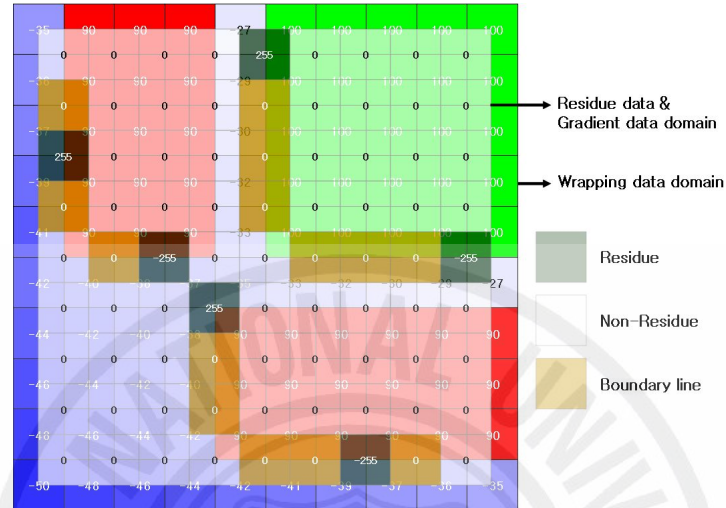 -35 90 90 90 -27 100 100 100 100 100
0 0 0 0 255 0 0 0 0
-36 90 90 90 -29 100 100 100 100 100
0 0 0 0 0 0 0 0 0
Residue data &
Gradient data domain
-37 90 90 90 -30 100 100 100 100 100
255 0 0 0 0 0 0 0 0
-39 90 90 90 -32 100 100 100 100 100
Wrapping data domain
0 0 0 0 0 0 0 0 0
-41 90 90 90 -33 100 100 100 100 100
0 0 -255 0 0 0 0 0 -255
Residue
-42 -40 -33 -32 -30 -29 -27
0 0 0 255 0 0 0 0 0
Non-Residue
-44 -42 -40 -38 90 90 90 90 90 90
0 0 0 0 0 0 0 0 0
-46 -44 -42 -40 90 90 90 90 90 90
0 0 0 0 0 0 0 0 0
Boundary line
-48 -46 -44 -42 90 90 90 90 90 90
0 0 0 0 0 0 -255 0 0
-50 -48 -46 -44 -42 -41 -39 -37 -36 -35
NATIONAL UNIV